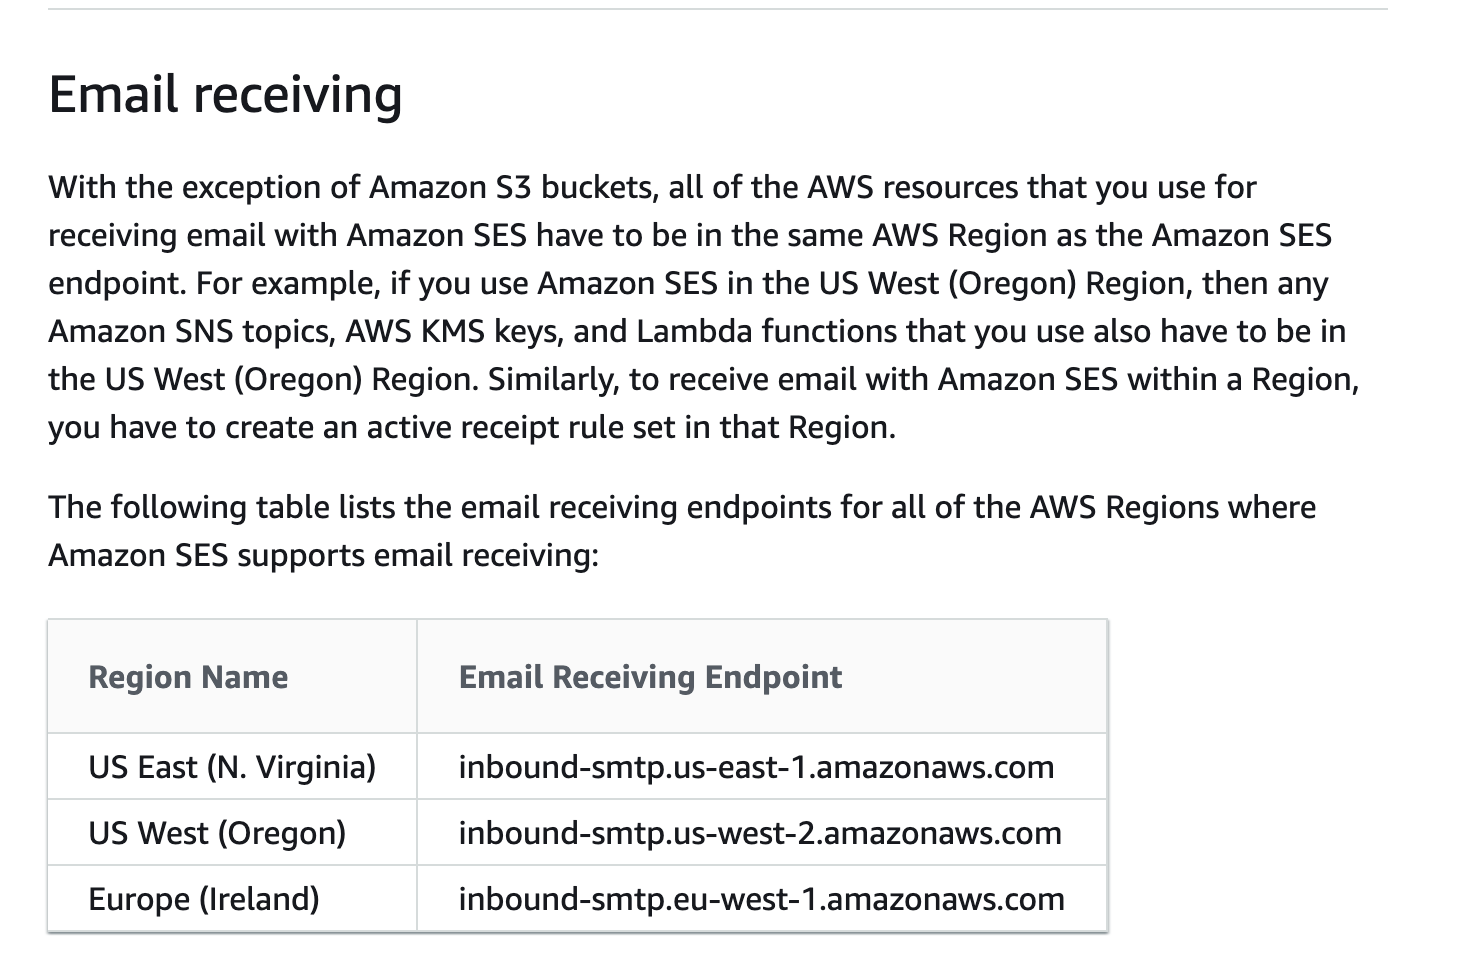 Email receiving
With the exception of Amazon S3 buckets, all of the AWS resources that you use for
receiving email with Amazon SES have to be in the same AWS Region as the Amazon SES
endpoint. For example, if you use Amazon SES in the US West (Oregon) Region, then any
Amazon SNS topics, AWS KMS keys, and Lambda functions that you use also have to be in
the US West (Oregon) Region. Similarly, to receive email with Amazon SES within a Region,
you have to create an active receipt rule set in that Region.
The following table lists the email receiving endpoints for all of the AWS Regions where
Amazon SES supports email receiving:
Region Name Email Receiving Endpoint
US East (N. Virginia) inbound-smtp.us-east-1.amazonaws.com
US West (Oregon) inbound-smtp.us-west-2.amazonaws.com
Europe (Ireland) inbound-smtp.eu-west-1.amazonaws.com